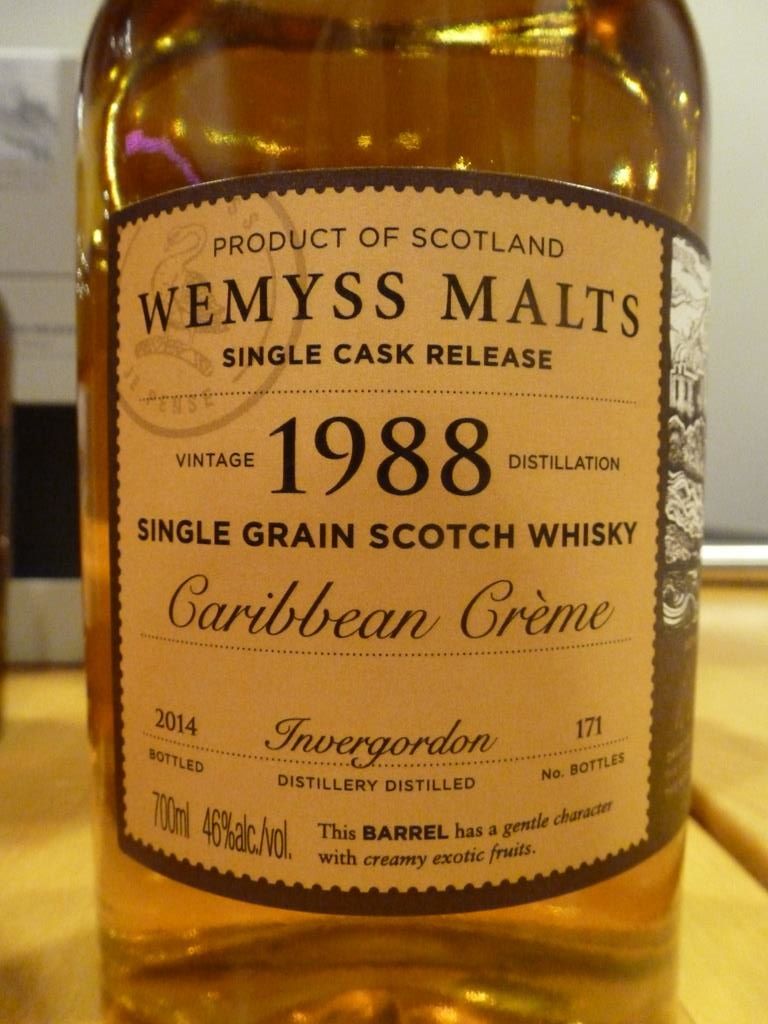 PRODUCT OF SCOTLAND
WEMYSS MALTS
SINGLE CASK RELEASE
VINTAGE 1988 DISTILLATION
SINGLE GRAIN SCOTCH WHISKY
Caribbean Crème
2014 Invergordon 171
BOTTLED DISTILLERY DISTILLED No. BOTTLES
700ml 46%alc./vol. This BARREL has a gentle character
with creamy exotic fruits.